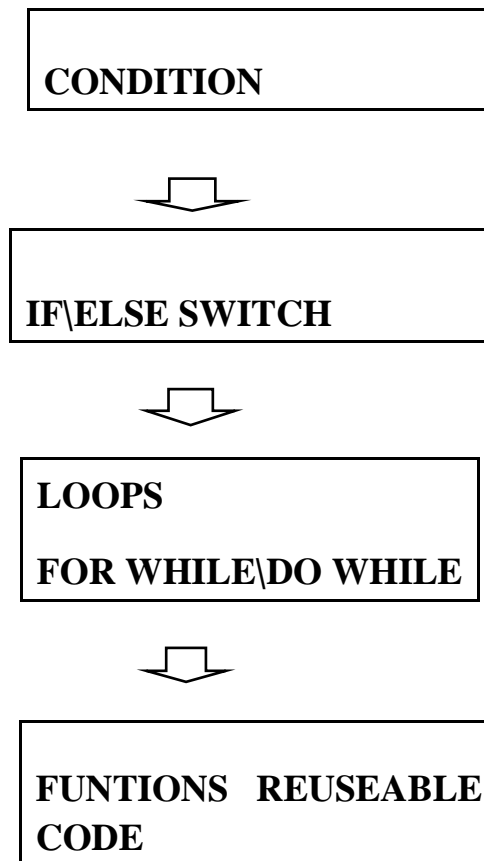 CONDITION
IF\ELSE SWITCH
LOOPS
FOR WHILE\DO WHILE
FUNTIONS REUSEABLE
CODE